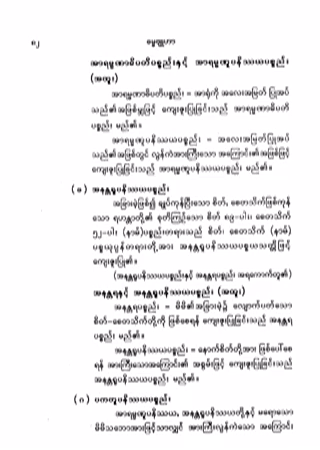 ၈၂ ဓမ္မဗျူဟာ
အာရမ္မဏာဓိပတိပစ္စည်းနှင့် အာရမ္မဏူပနိဿယပစ္စည်း
(အထူး)
အာရမ္မဏာဓိပတိပစ္စည်း = အာရုံကို အလေးအမြတ် ပြုအပ်
သည်၏အဖြစ်မျှဖြင့် ကျေးဇူးပြုခြင်းသည် အာရမ္မဏာဓိပတိ
ပစ္စည်း မည်၏။
အာရမ္မဏူပနိဿယပစ္စည်း = အလေးအမြတ်ပြုအပ်
သည်၏အဖြစ်တွင် လွန်ကဲအားကြီးသော အကြောင်း၏အဖြစ်ဖြင့်
ကျေးဇူးပြုခြင်းသည် အာရမ္မဏူပနိဿယပစ္စည်း မည်၏။
(ခ) အနန္တရူပနိဿယပစ္စည်း
အခြားမဲ့ဖြစ်၍ ချုပ်ကုန်ပြီးသော စိတ်, စေတသိက်ဖြစ်ကုန်
သော ရဟန္တာတို့၏ စုတိကြဉ်သော စိတ် ၈၉-ပါး၊ စေတသိက်
၅၂-ပါး (နာမ်)ပစ္စည်းတရားသည် စိတ်၊ စေတသိက် (နာမ်)
ပစ္စယုပ္ပန်တရားတို့အား အနန္တရူပနိဿယပစ္စယသတ္တိဖြင့်
ကျေးဇူးပြု၏။
(အနန္တရူပနိဿယပစ္စည်းနှင့် အနန္တရပစ္စည်း အရကောက်တူ၏)
အနန္တရနှင့် အနန္တရူပနိဿယပစ္စည်း (အထူး)
အနန္တရပစ္စည်း = မိမိ၏အခြားမဲ့၌ လျောက်ပတ်သော
စိတ်-စေတသိက်တို့ကို ဖြစ်စေရန် ကျေးဇူးပြုခြင်းသည် အနန္တရ
ပစ္စည်း မည်၏။
အနန္တရူပနိဿယပစ္စည်း = နောက်စိတ်တို့အား ဖြစ်ပေါ်စေ
ရန် အားကြီးသောအကြောင်း၏ အစွမ်းဖြင့် ကျေးဇူးပြုခြင်းသည်
အနန္တရူပနိဿယပစ္စည်း မည်၏။
(ဂ) ပကတူပနိဿယပစ္စည်း
အာရမ္မဏူပနိဿယ, အနန္တရူပနိဿယတို့နှင့် မရောသော
မိမိသဘောအားဖြင့်သာလျှင် အားကြီးလွန်ကဲသော အကြောင်း